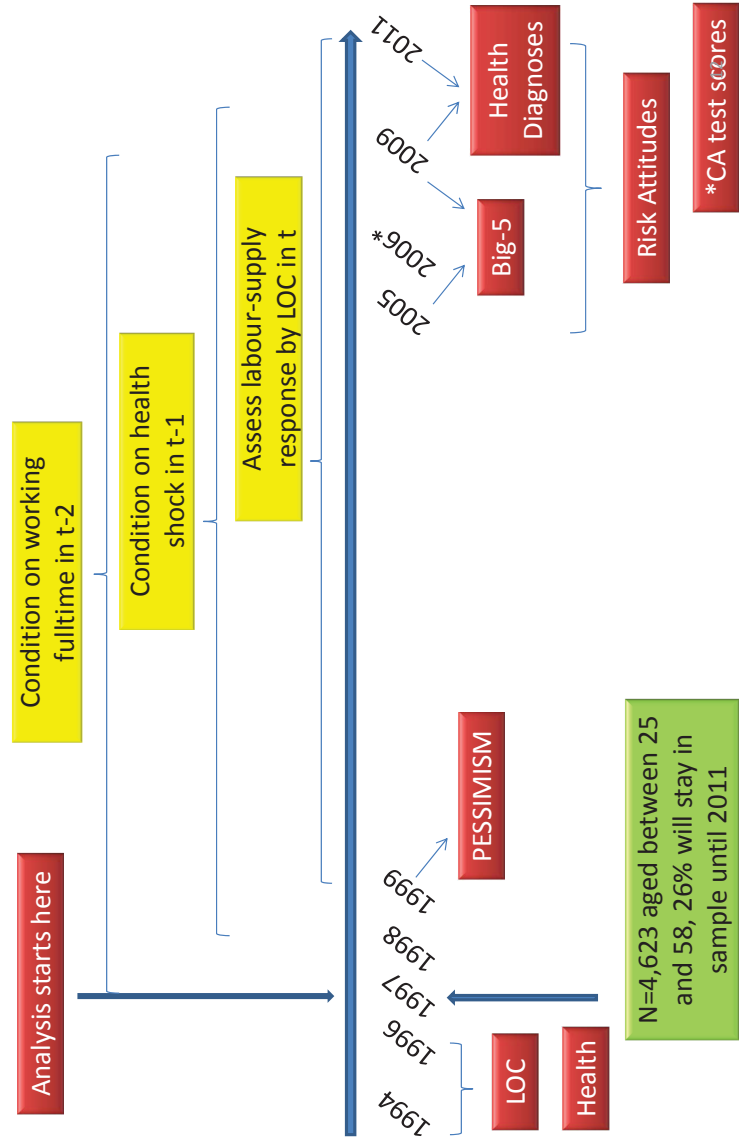 Analysis starts here
Condition on working
fulltime in t-2
Condition on health
shock in t-1
Assess labour-supply
response by LOC in t
1994
1996
1997
1998
1999
2005
2006*
2009
2011
LOC
Health
PESSIMISM
Big-5
Health
Diagnoses
Risk Attitudes
*CA test scores
N=4,623 aged between 25
and 58, 26% will stay in
sample until 2011